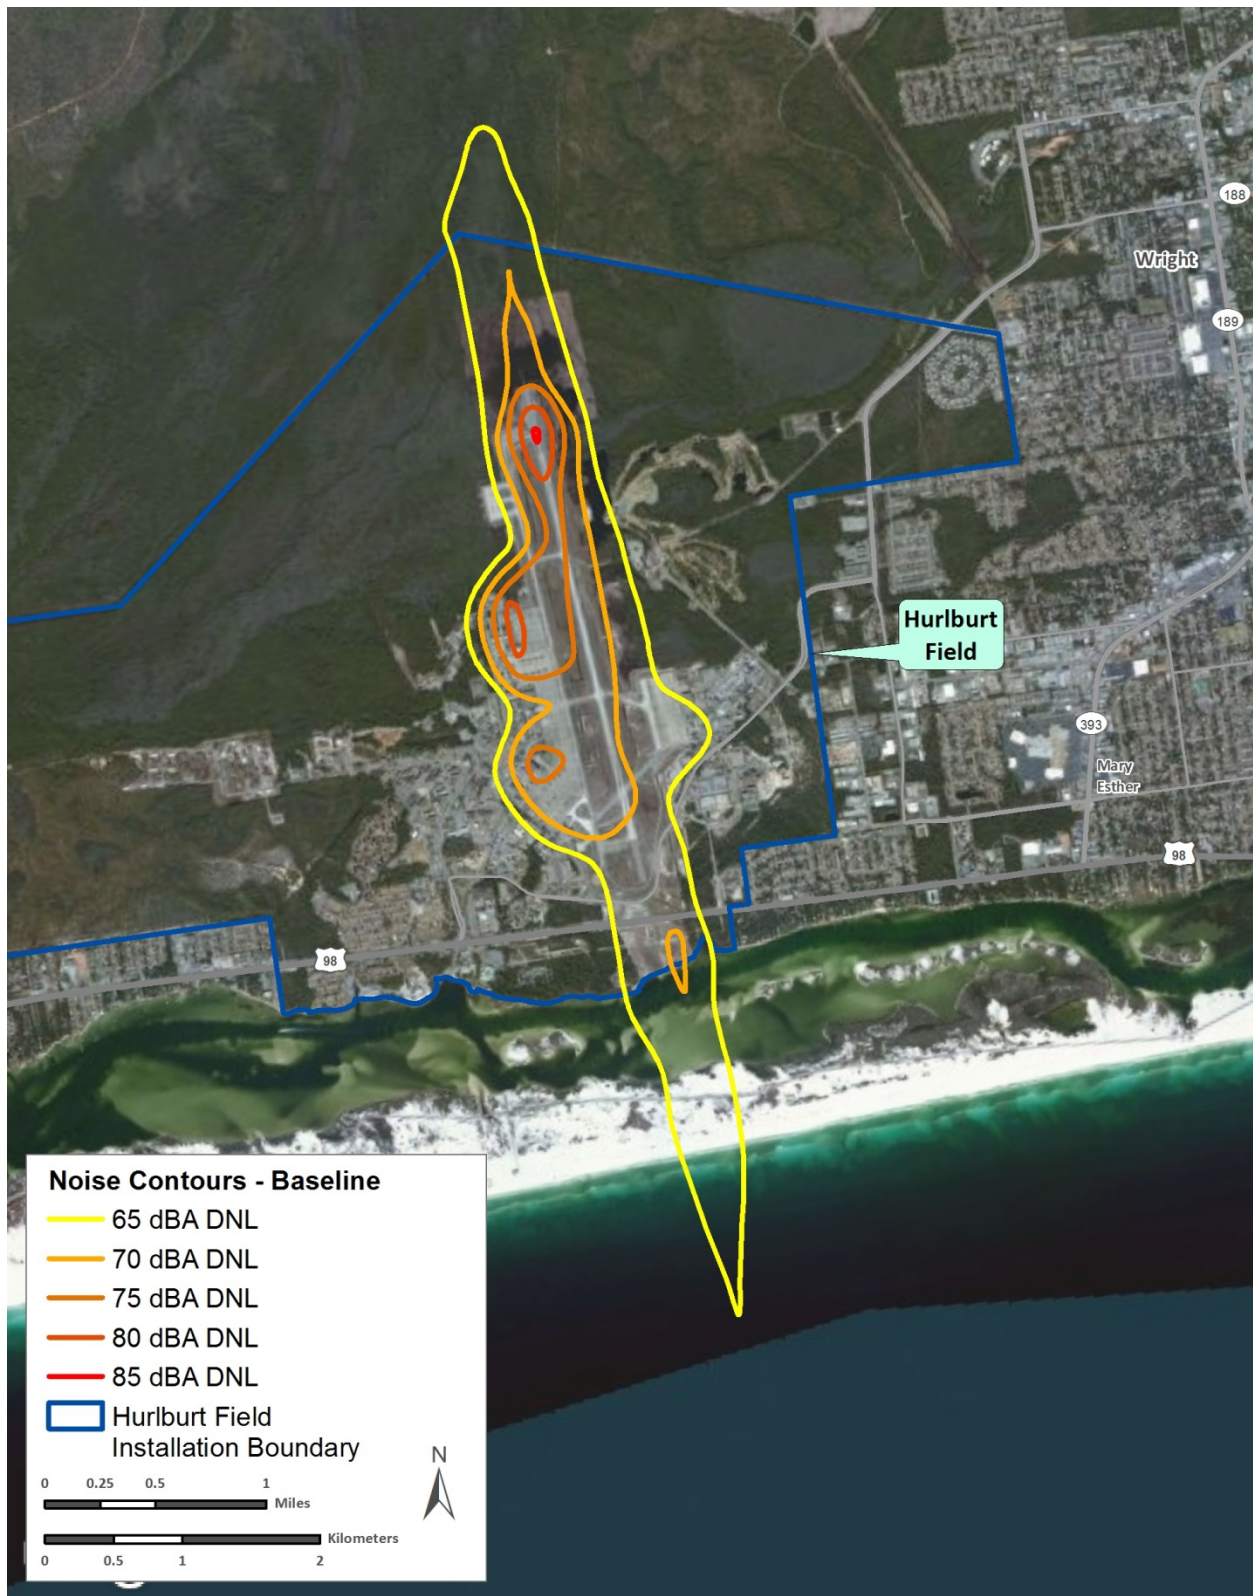 188
Wright
189
Hurlburt
Field
393
Mary
Esther
98
98
Noise Contours - Baseline
65 dBA DNL
70 dBA DNL
75 dBA DNL
80 dBA DNL
85 dBA DNL
Hurlburt Field
Installation Boundary
N
0 0.25 0.5 1
Miles
Kilometers
0 0.5 1 2